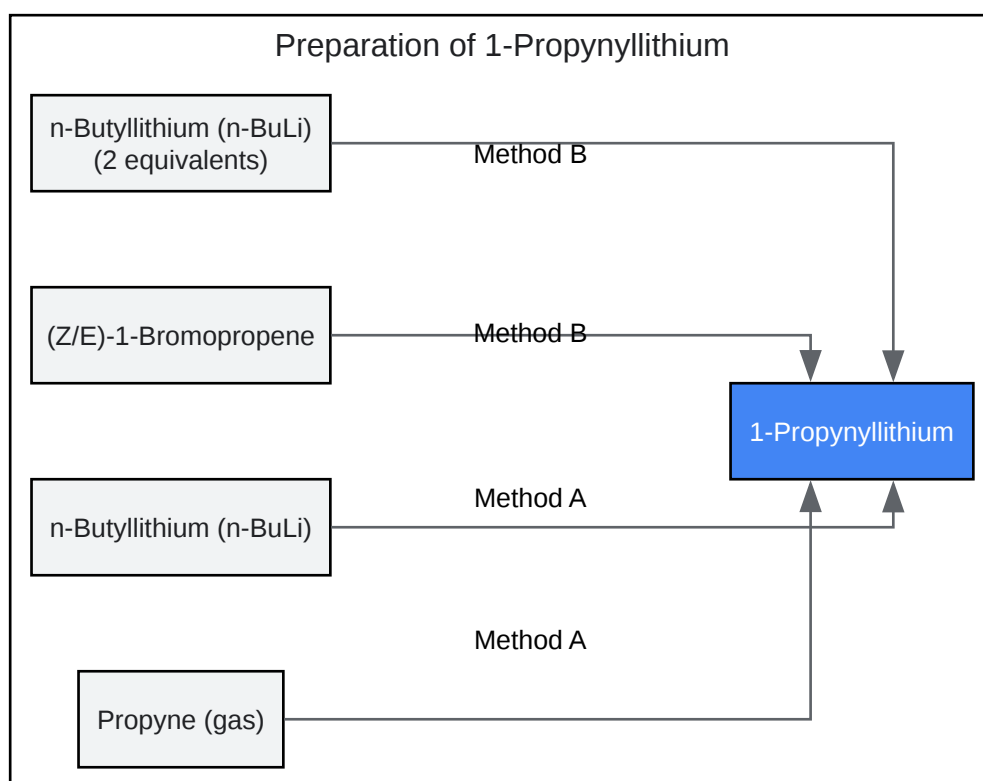 Preparation of 1-Propynyllithium
n-Butyllithium (n-BuLi)
(2 equivalents)
Method B
(Z/E)-1-Bromopropene
Method B
1-Propynyllithium
n-Butyllithium (n-BuLi)
Method A
Method A
Propyne (gas)